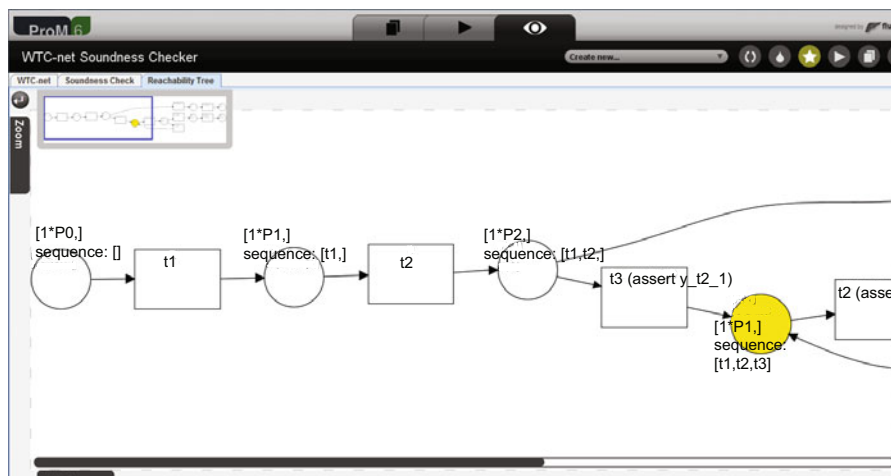 ProM 6
designed by
WTC-net Soundness Checker
Create new...
WTC-net
Soundness Check
Reachability Tree
Zoom
[1*P0,]
sequence: []
t1
[1*P1,]
sequence: [t1,]
t2
[1*P2,]
sequence: [t1,t2,]
t3 (assert y_t2_1)
[1*P1,]
sequence:
[t1,t2,t3]
t2 (asse